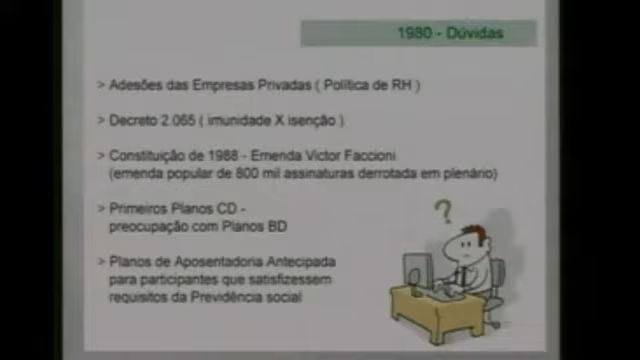 1980 - Dúvidas
> Adesões das Empresas Privadas ( Política de RH )
> Decreto 2.065 ( imunidade X isenção )
> Constituição de 1988 - Emenda Victor Faccioni
(emenda popular de 800 mil assinaturas derrotada em plenário)
> Primeiros Planos CD -
preocupação com Planos BD
?
> Planos de Aposentadoria Antecipada
para participantes que satisfizessem
requisitos da Previdência social